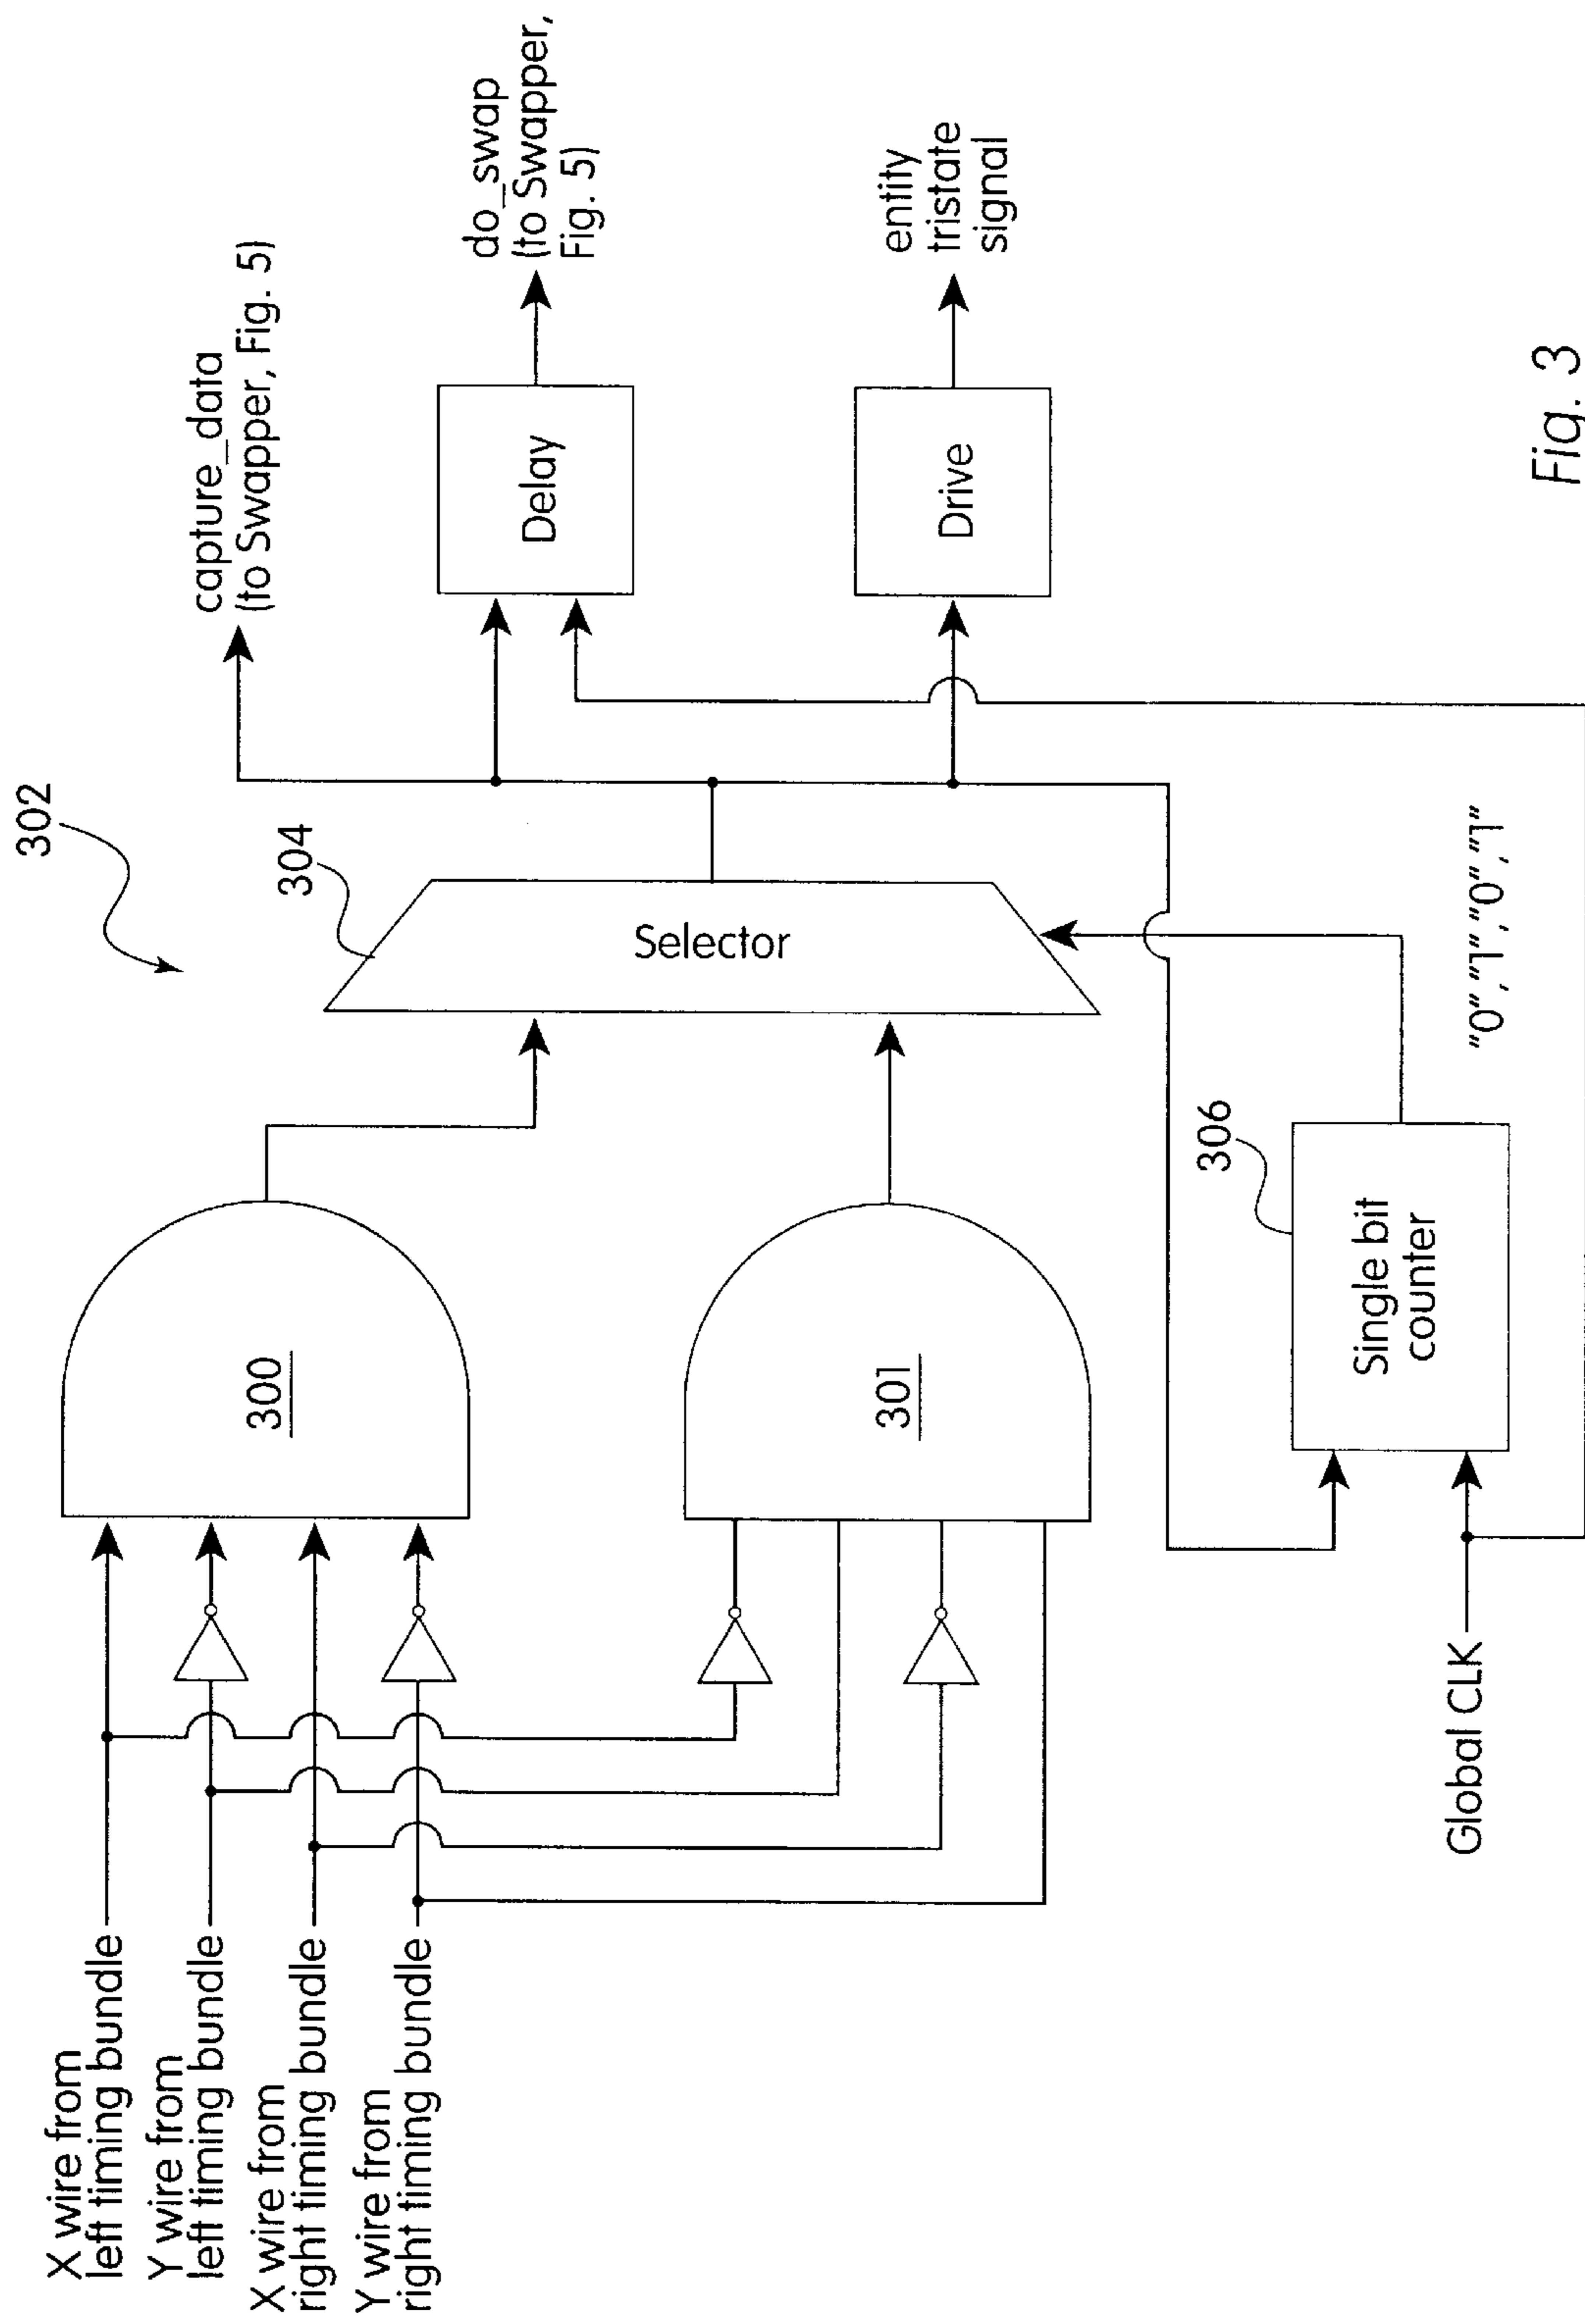 302
capture_data
(to Swapper, Fig. 5)
do_swap
(to Swapper,
Fig. 5)
entity
tristate
signal
304
Selector
Delay
Drive
300
301
306
Single bit
counter
"0","1","0","1"
X wire from
left timing bundle
Y wire from
left timing bundle
X wire from
right timing bundle
Y wire from
right timing bundle
Global CLK
Fig. 3